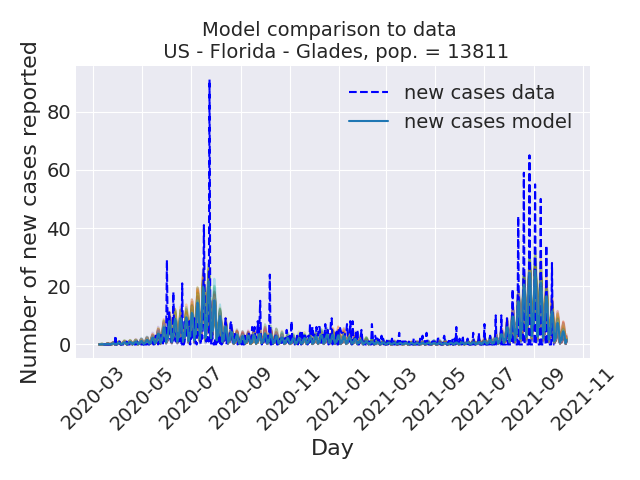 Model comparison to data
US - Florida - Glades, pop. = 13811
Number of new cases reported
80
60
40
20
0
new cases data
new cases model
2020-03
2020-05
2020-07
2020-09
2020-11
2021-01
2021-03
2021-05
2021-07
2021-09
2021-11
Day